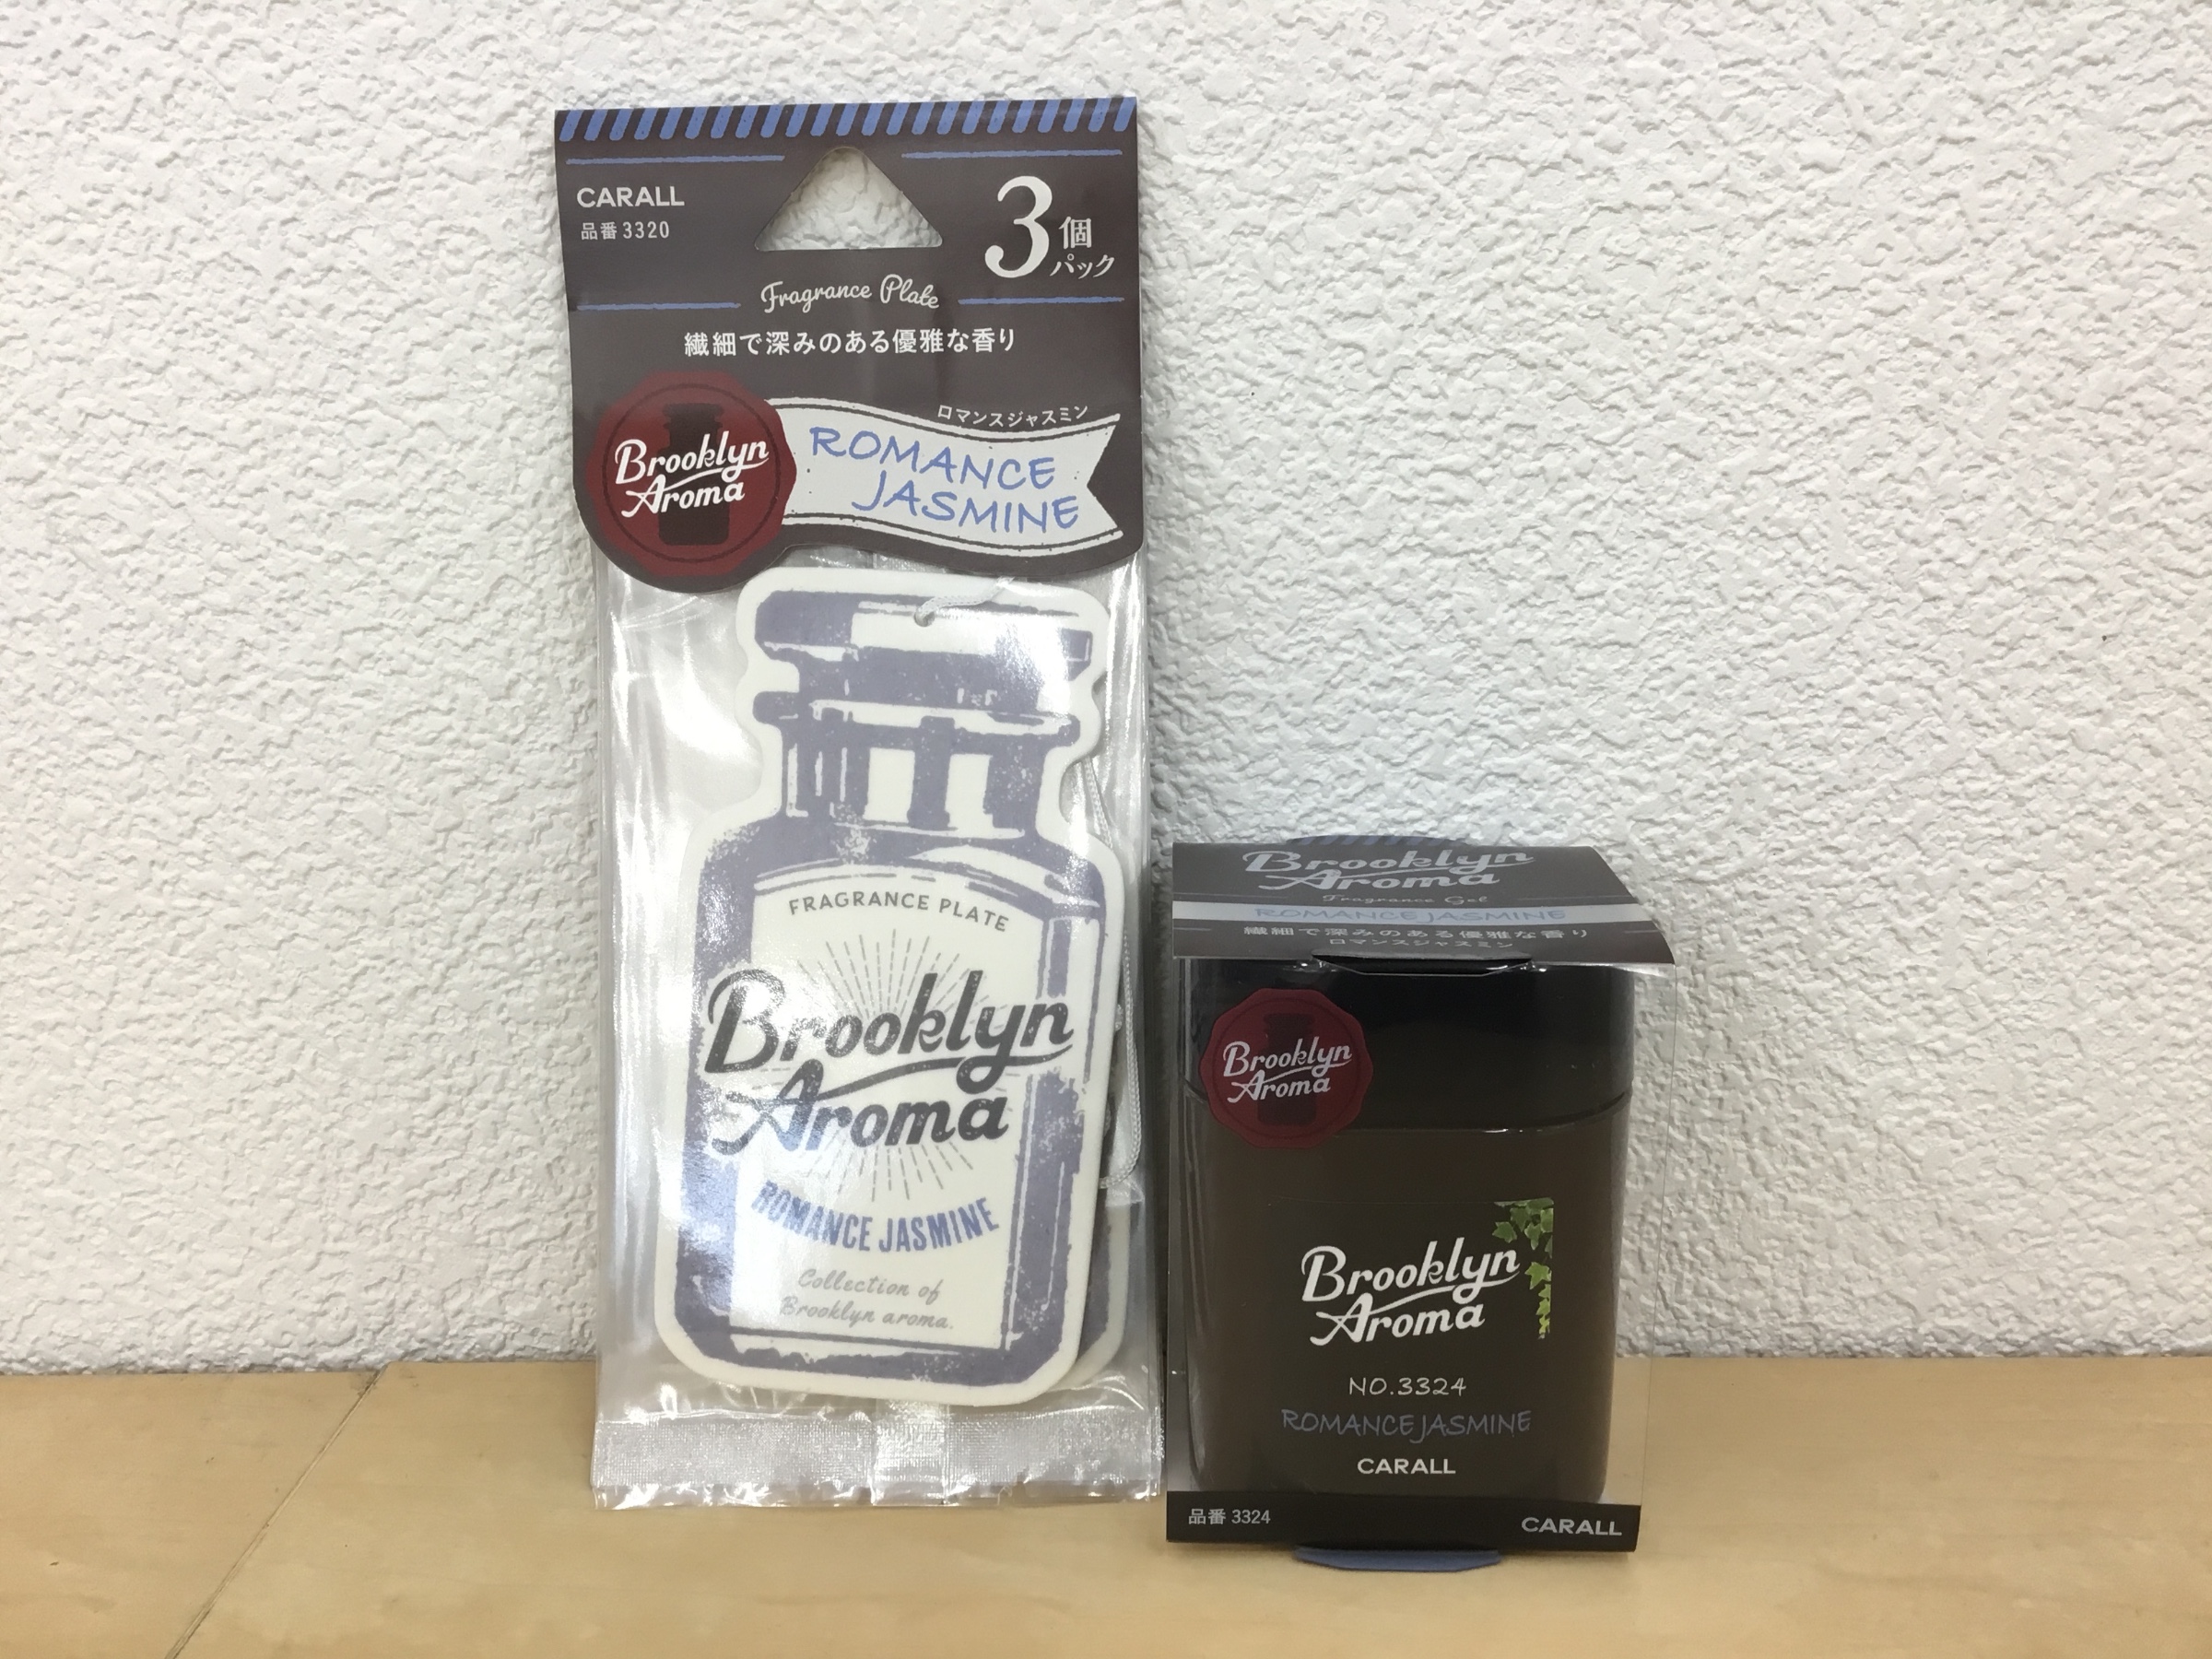 CARALL
品番 3320
3個
パック
Fragrance Plate
繊細で深みのある優雅な香り
Brooklyn
Aroma
ロマンスジャスミン
ROMANCE
JASMINE
FRAGRANCE PLATE
Brooklyn
Aroma
ROMANCE JASMINE
Collection of
Brooklyn aroma.
Brooklyn
Aroma
Fragrance Gel
ROMANCE JASMINE
繊細で深みのある優雅な香り
ロマンスジャスミン
Brooklyn
Aroma
Brooklyn
Aroma
NO.3324
ROMANCE JASMINE
CARALL
品番 3324
CARALL